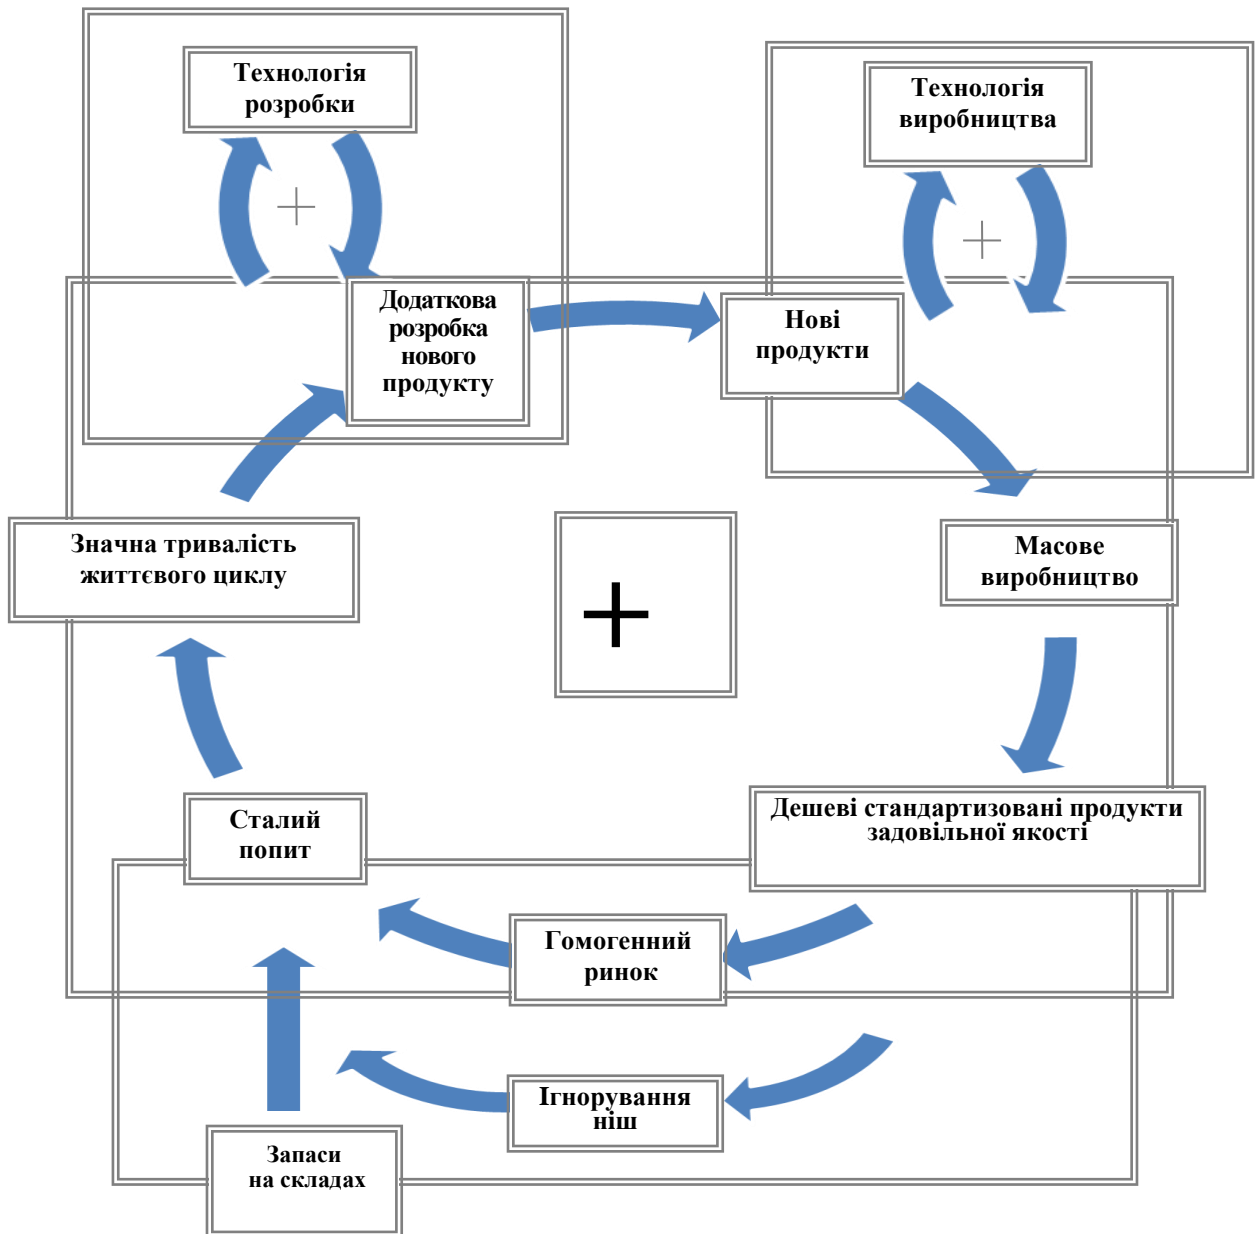 Технологія
розробки
Технологія
виробництва
+
+
Додаткова
розробка
нового
продукту
Нові
продукти
Значна тривалість
життєвого циклу
+
Масове
виробництво
Сталий
попит
Дешеві стандартизовані продукти
задовільної якості
Гомогенний
ринок
Ігнорування
ніш
Запаси
на складах